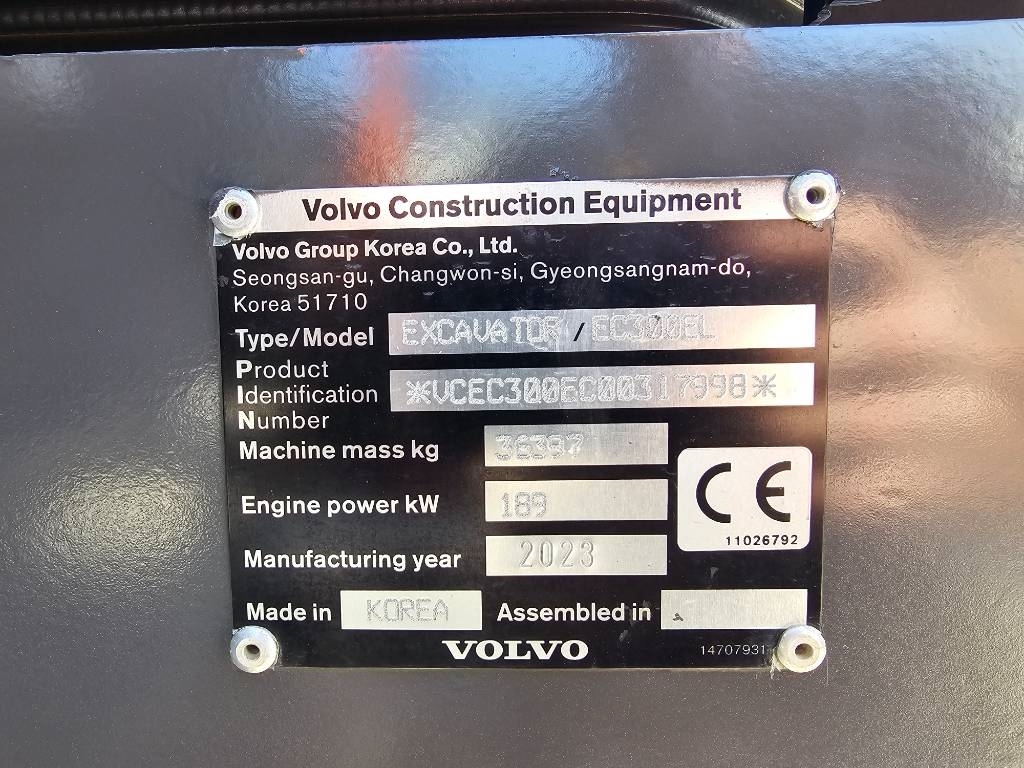 Volvo Construction Equipment
Volvo Group Korea Co., Ltd.
Seongsan-gu, Changwon-si, Gyeongsangnam-do,
Korea 51710
Type/Model EXCAVATOR / EC300EL
Product
Identification *VCEC300EC00317998*
Number
Machine mass kg 36397
Engine power kW 189
CE
11026792
Manufacturing year 2023
Made in KOREA Assembled in
VOLVO 14707931